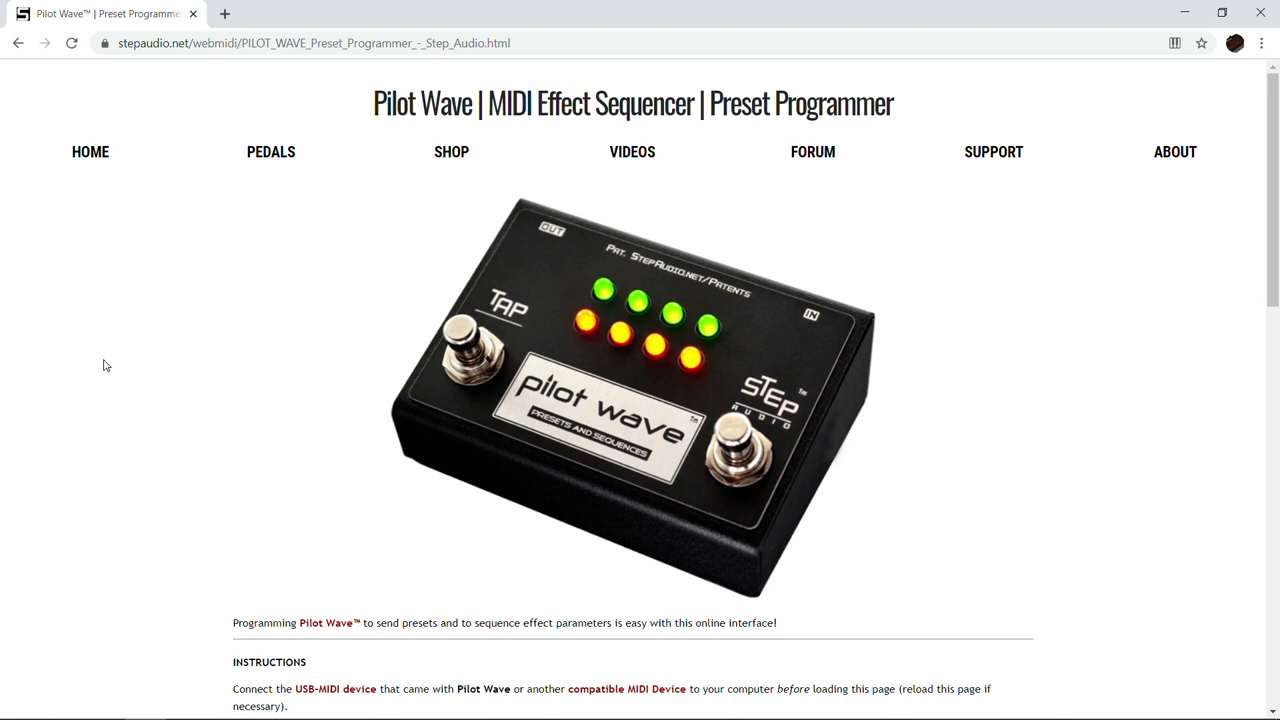 Pilot Wave™ | Preset Programme
stepaudio.net/webmidi/PILOT_WAVE_Preset_Programmer_-_Step_Audio.html
Pilot Wave | MIDI Effect Sequencer | Preset Programmer
HOME PEDALS SHOP VIDEOS FORUM SUPPORT ABOUT
OUT
PAT. STEPAUDIO.NET/PATENTS
IN
TAP
STEP™
AUDIO
pilot wave™
PRESETS AND SEQUENCES
Programming Pilot Wave™ to send presets and to sequence effect parameters is easy with this online interface!
INSTRUCTIONS
Connect the USB-MIDI device that came with Pilot Wave or another compatible MIDI Device to your computer before loading this page (reload this page if
necessary).